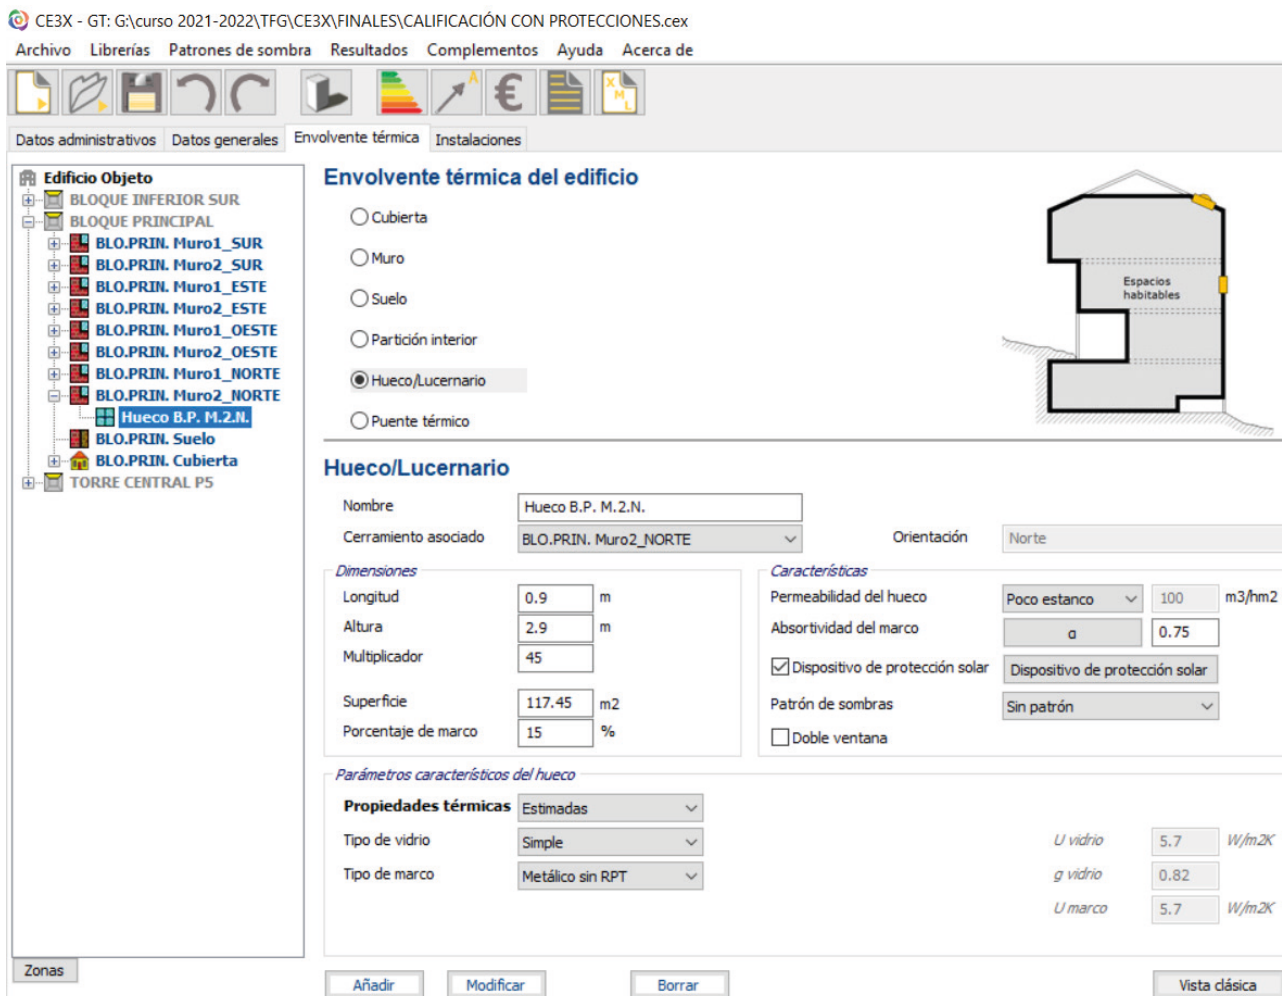 CE3X - GT: G:\curso 2021-2022\TFG\CE3X\FINALES\CALIFICACIÓN CON PROTECCIONES.cex
Archivo Librerías Patrones de sombra Resultados Complementos Ayuda Acerca de
A € X M L
Datos administrativos Datos generales Envolvente térmica Instalaciones
Edificio Objeto
BLOQUE INFERIOR SUR
BLOQUE PRINCIPAL
BLO.PRIN. Muro1_SUR
BLO.PRIN. Muro2_SUR
BLO.PRIN. Muro1_ESTE
BLO.PRIN. Muro2_ESTE
BLO.PRIN. Muro1_OESTE
BLO.PRIN. Muro2_OESTE
BLO.PRIN. Muro1_NORTE
BLO.PRIN. Muro2_NORTE
Hueco B.P. M.2.N.
BLO.PRIN. Suelo
BLO.PRIN. Cubierta
TORRE CENTRAL P5
Zonas
Envolvente térmica del edificio
Cubierta
Muro
Suelo
Partición interior
Hueco/Lucernario
Puente térmico
Espacios
habitables
Hueco/Lucernario
Nombre Hueco B.P. M.2.N.
Cerramiento asociado BLO.PRIN. Muro2_NORTE Orientación Norte
Dimensiones
Longitud 0.9 m
Altura 2.9 m
Multiplicador 45
Superficie 117.45 m2
Porcentaje de marco 15 %
Características
Permeabilidad del hueco Poco estanco 100 m3/hm2
Absortividad del marco α 0.75
Dispositivo de protección solar Dispositivo de protección solar
Patrón de sombras Sin patrón
Doble ventana
Parámetros característicos del hueco
Propiedades térmicas Estimadas
Tipo de vidrio Simple U vidrio 5.7 W/m2K
Tipo de marco Metálico sin RPT g vidrio 0.82
U marco 5.7 W/m2K
Añadir Modificar Borrar Vista clásica